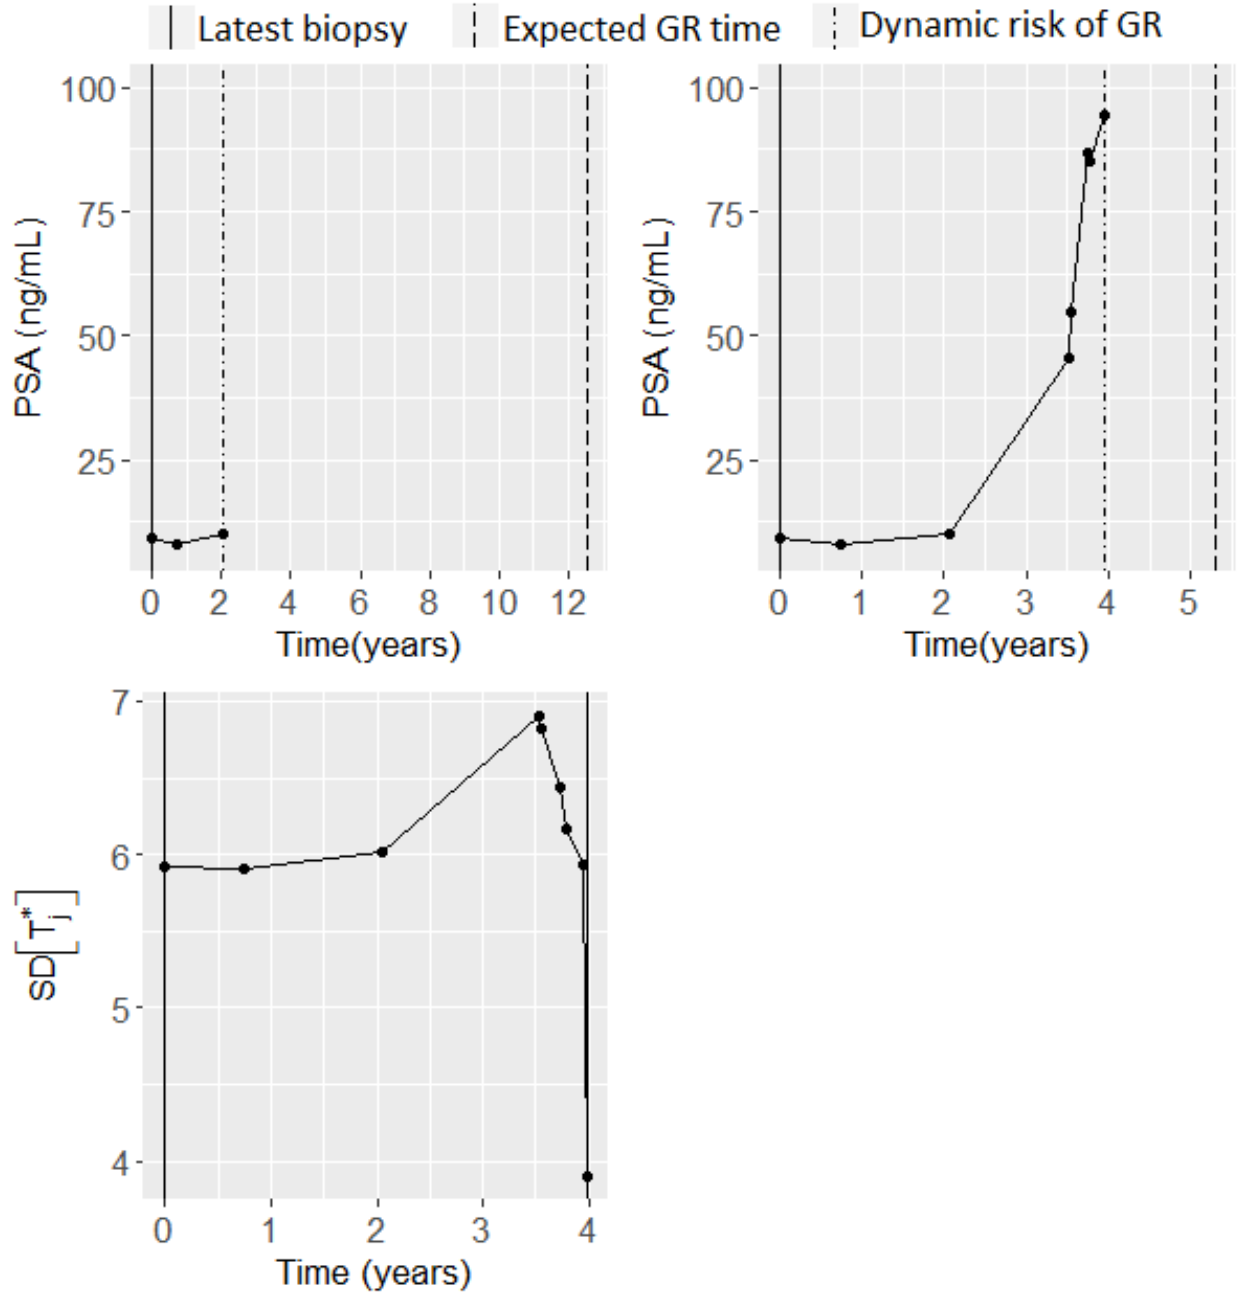 Latest biopsy Expected GR time Dynamic risk of GR
100
75
50
25
PSA (ng/mL)
0 2 4 6 8 10 12
Time(years)
100
75
50
25
PSA (ng/mL)
0 1 2 3 4 5
Time(years)
7
6
5
4
SD[T*j]
0 1 2 3 4
Time (years)